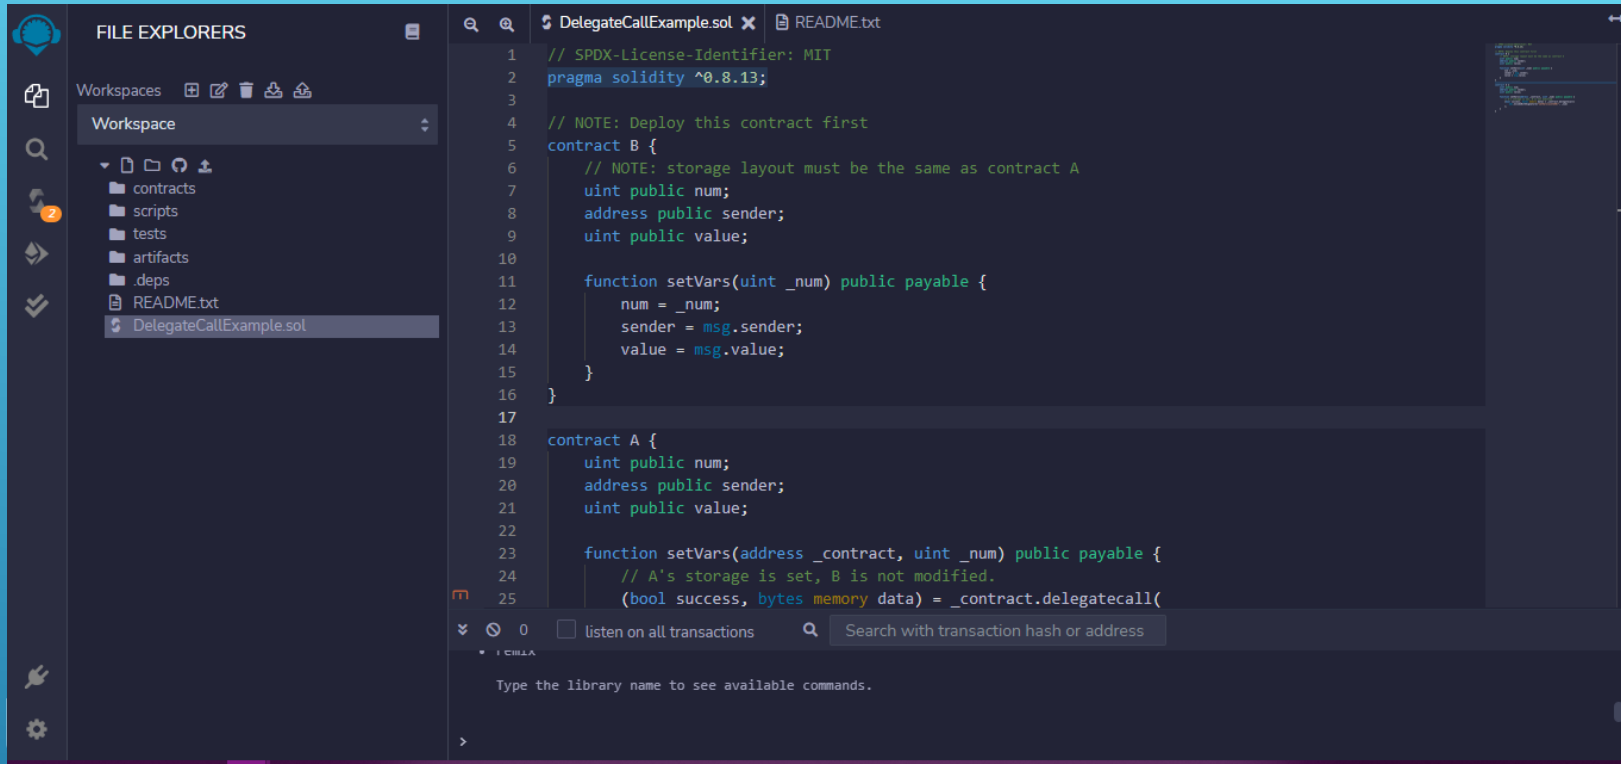 FILE EXPLORERS
Workspaces
Workspace
contracts
scripts
tests
artifacts
.deps
README.txt
DelegateCallExample.sol
2
DelegateCallExample.sol
README.txt
1 // SPDX-License-Identifier: MIT
2 pragma solidity ^0.8.13;
3
4 // NOTE: Deploy this contract first
5 contract B {
6 // NOTE: storage layout must be the same as contract A
7 uint public num;
8 address public sender;
9 uint public value;
10
11 function setVars(uint _num) public payable {
12 num = _num;
13 sender = msg.sender;
14 value = msg.value;
15 }
16 }
17
18 contract A {
19 uint public num;
20 address public sender;
21 uint public value;
22
23 function setVars(address _contract, uint _num) public payable {
24 // A's storage is set, B is not modified.
25 (bool success, bytes memory data) = _contract.delegatecall(
0 listen on all transactions Search with transaction hash or address
• remix
Type the library name to see available commands.
>